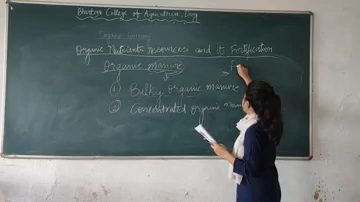 Bhartiya College of Agriculture, Durg
Organic Nutrients resources and its Fortification
Organic manure
① Bulky organic manure
② Concentrated organic manure